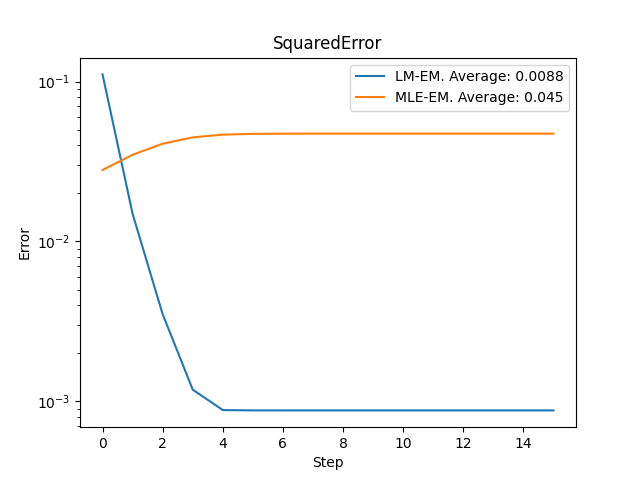 SquaredError
LM-EM. Average: 0.0088
MLE-EM. Average: 0.045
Error
10⁻¹
10⁻²
10⁻³
0 2 4 6 8 10 12 14
Step